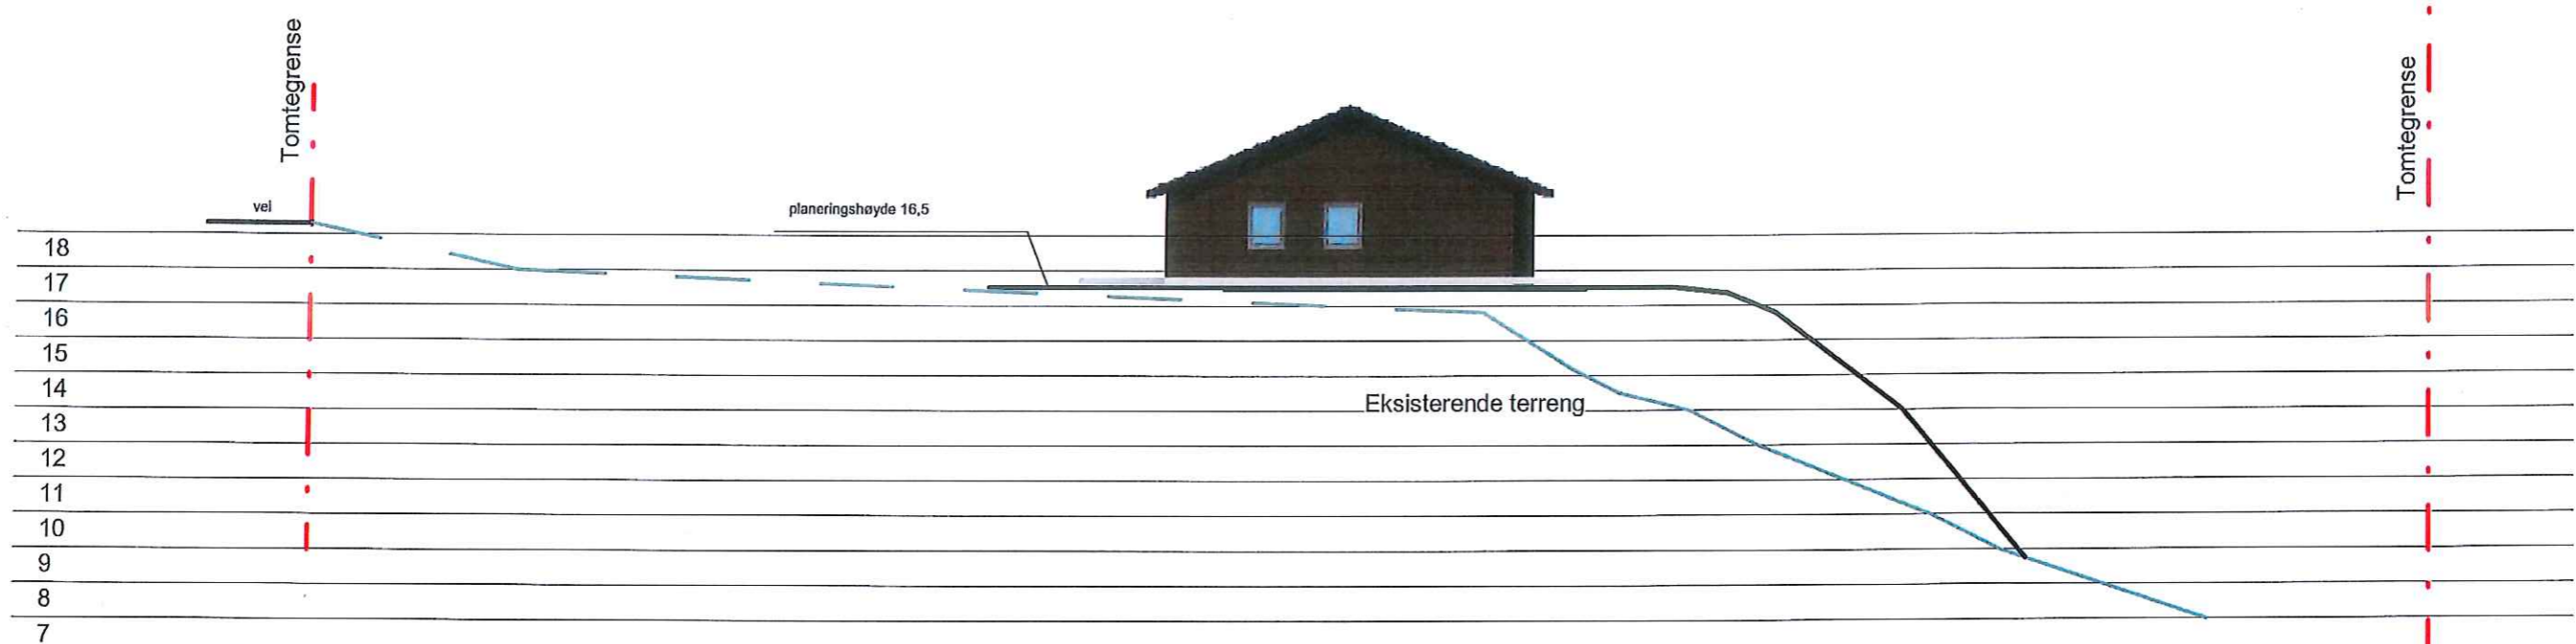 Tomtegrense
Tomtegrense
vei
planeringshøyde 16,5
18
17
16
15
14
Eksisterende terreng
13
12
11
10
9
8
7